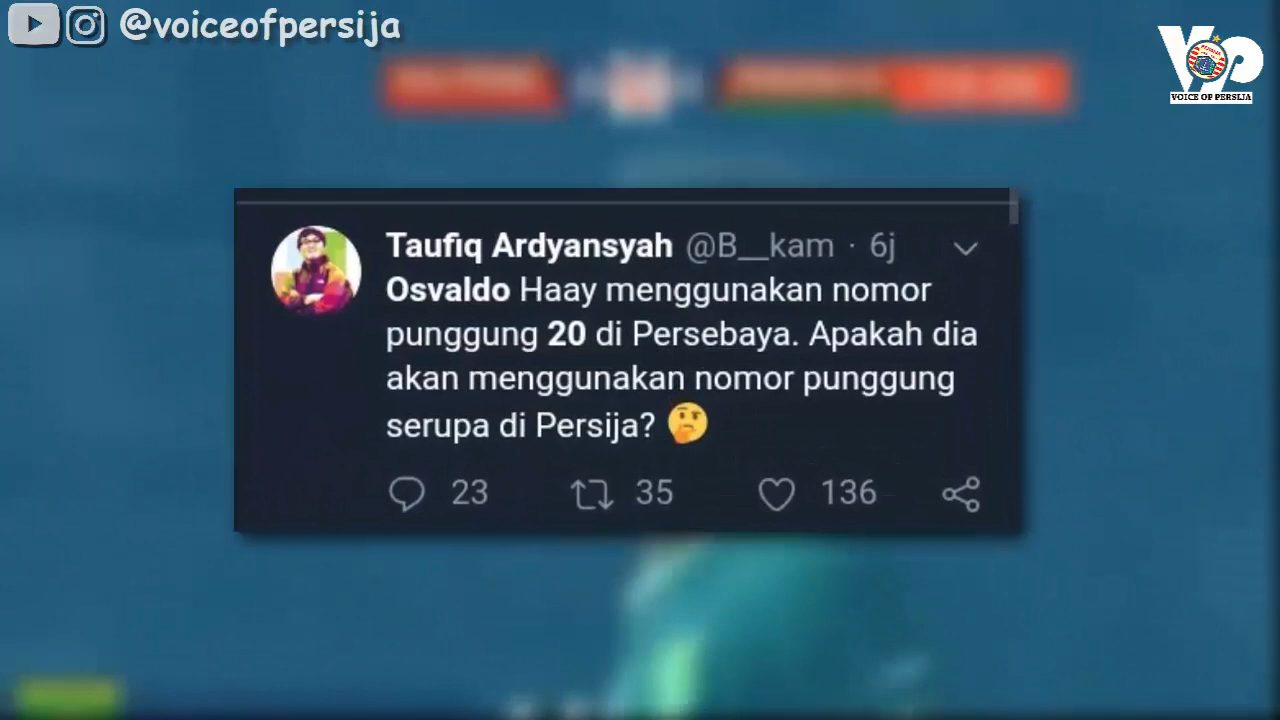 @voiceofpersija
VP
VOICE OF PERSIJA
Taufiq Ardyansyah @B__kam · 6j
Osvaldo Haay menggunakan nomor
punggung 20 di Persebaya. Apakah dia
akan menggunakan nomor punggung
serupa di Persija? 🤔
23 35 136